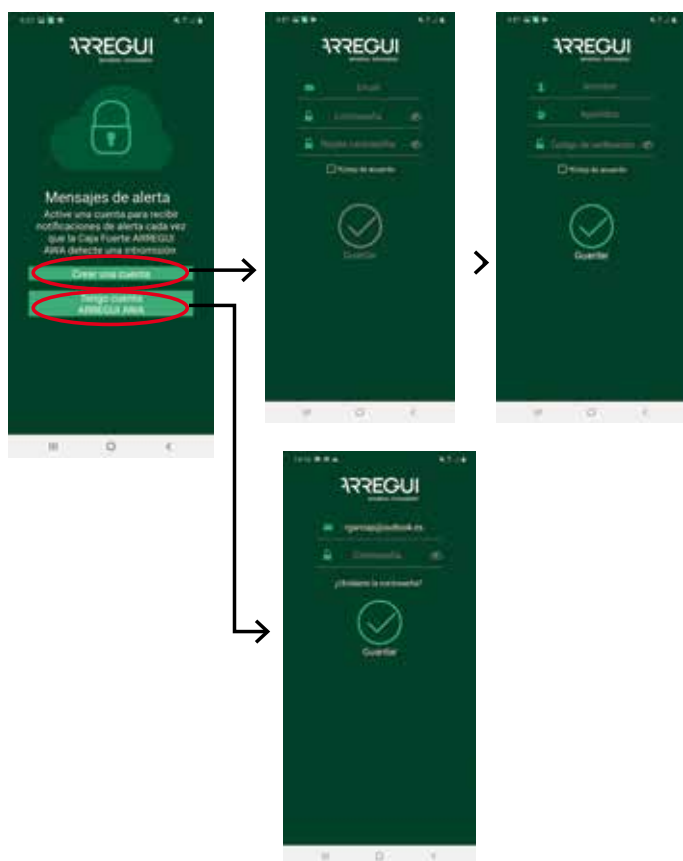 ARREGUI
Mensajes de alerta
Active una cuenta para recibir
notificaciones de alerta cada vez
que la Caja Fuerte ARREGUI
AWA detecte una intromisión
Crear una cuenta
Tengo cuenta
ARREGUI AWA
ARREGUI
Email
Contraseña
Repite contraseña
Estoy de acuerdo
Guardar
ARREGUI
Nombre
Apellidos
Código de verificación
Estoy de acuerdo
Guardar
ARREGUI
Contraseña
¿Olvidaste la contraseña?
Guardar